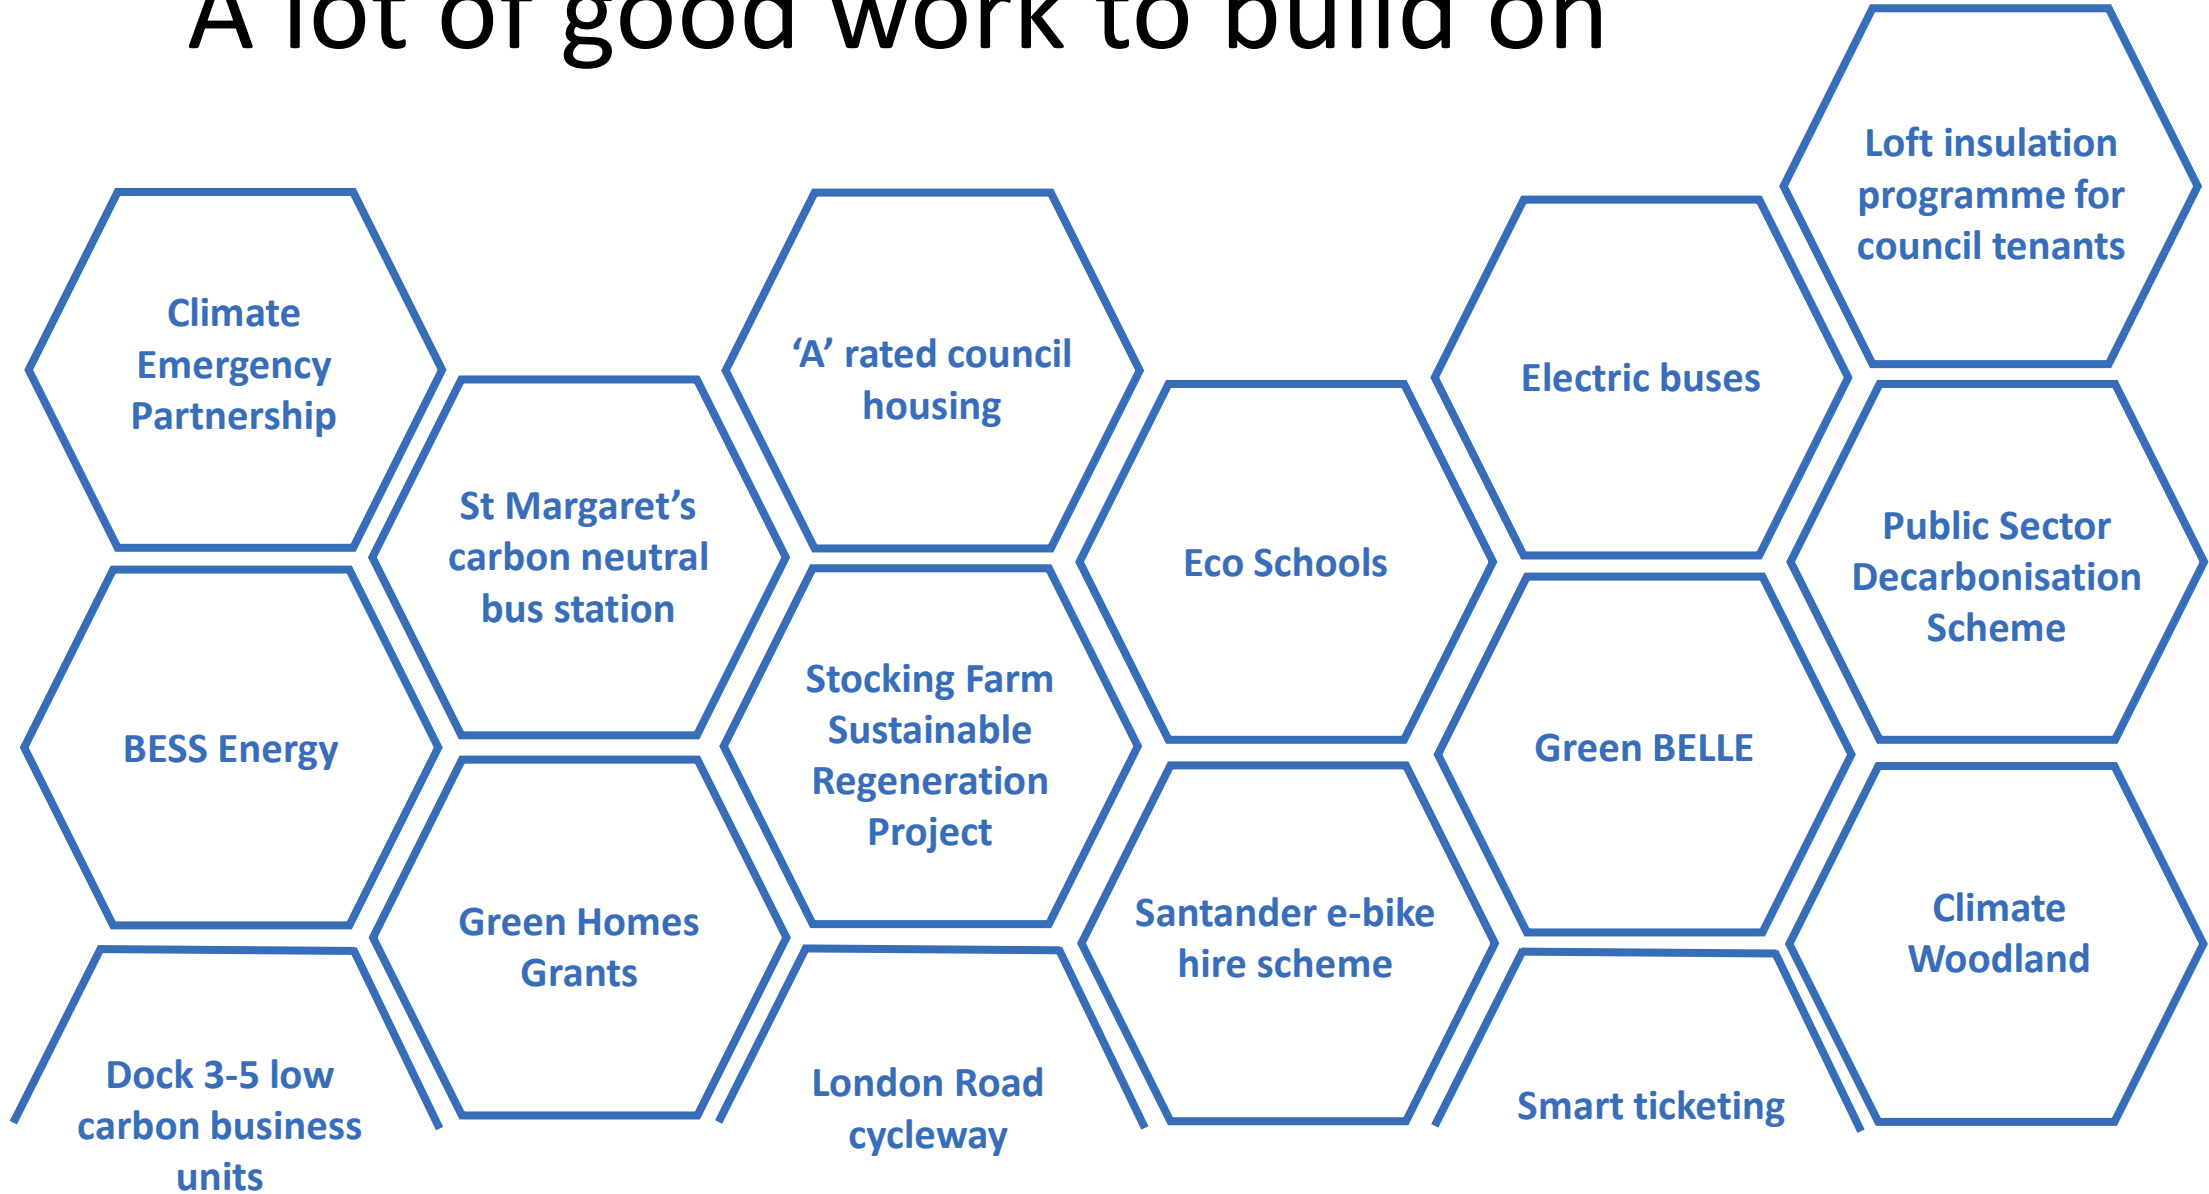 A lot of good work to build on
Loft insulation
programme for
council tenants
Climate
Emergency
Partnership
‘A’ rated council
housing
Electric buses
St Margaret’s
carbon neutral
bus station
Eco Schools
Public Sector
Decarbonisation
Scheme
BESS Energy
Stocking Farm
Sustainable
Regeneration
Project
Green BELLE
Green Homes
Grants
Santander e-bike
hire scheme
Climate
Woodland
Dock 3-5 low
carbon business
units
London Road
cycleway
Smart ticketing